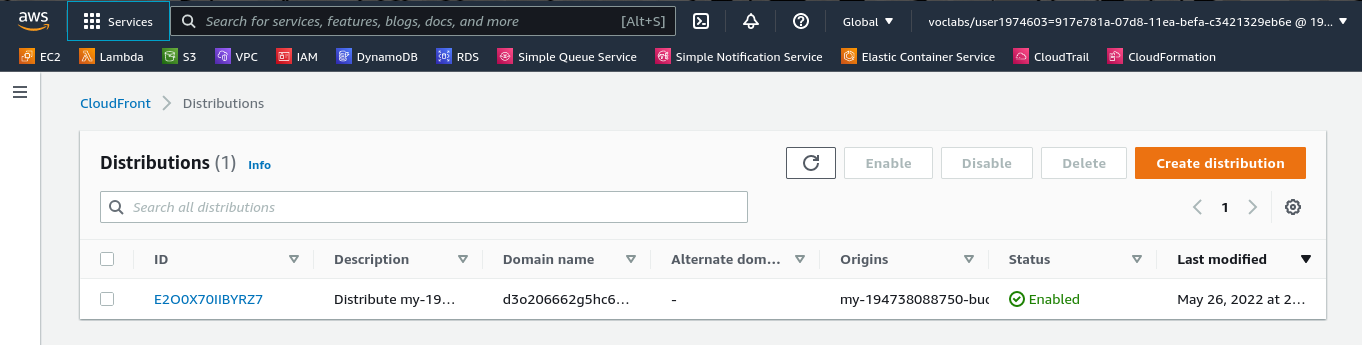 aws Services Search for services, features, blogs, docs, and more [Alt+S] Global voclabs/user1974603=917e781a-07d8-11ea-befa-c3421329eb6e @ 19...
EC2 Lambda S3 VPC IAM DynamoDB RDS Simple Queue Service Simple Notification Service Elastic Container Service CloudTrail CloudFormation
CloudFront Distributions
Distributions (1) Info Enable Disable Delete Create distribution
Search all distributions 1
ID Description Domain name Alternate dom... Origins Status Last modified
E2O0X70IIBYRZ7 Distribute my-19... d3o206662g5hc6... - my-194738088750-buc Enabled May 26, 2022 at 2...